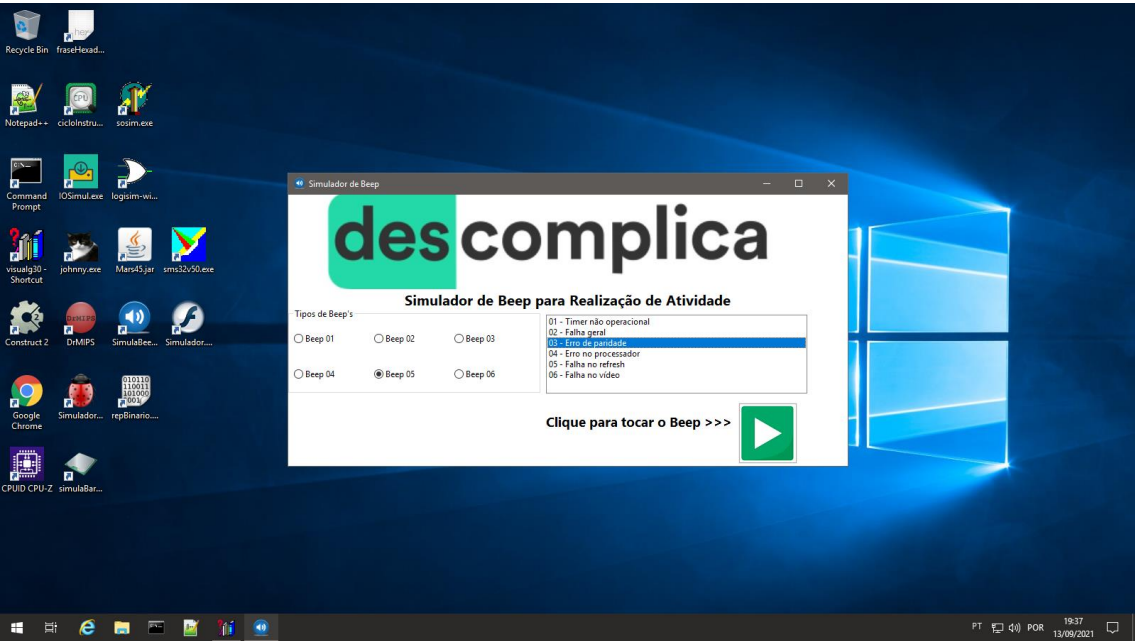 Recycle Bin
fraseHexad...
Notepad++
cicloInstru...
sosim.exe
Command
Prompt
IOSimul.exe
logisim-wi...
visualg30 -
Shortcut
johnny.exe
Mars45.jar
sms32v50.exe
Construct 2
DrMIPS
SimulaBee...
Simulador....
Google
Chrome
Simulador...
repBinario....
CPUID CPU-Z
simulaBar...
Simulador de Beep
descomplica
Simulador de Beep para Realização de Atividade
Tipos de Beep's
Beep 01
Beep 02
Beep 03
Beep 04
Beep 05
Beep 06
01 - Timer não operacional
02 - Falha geral
03 - Erro de paridade
04 - Erro no processador
05 - Falha no refresh
06 - Falha no vídeo
Clique para tocar o Beep >>>
PT
POR
19:37
13/09/2021